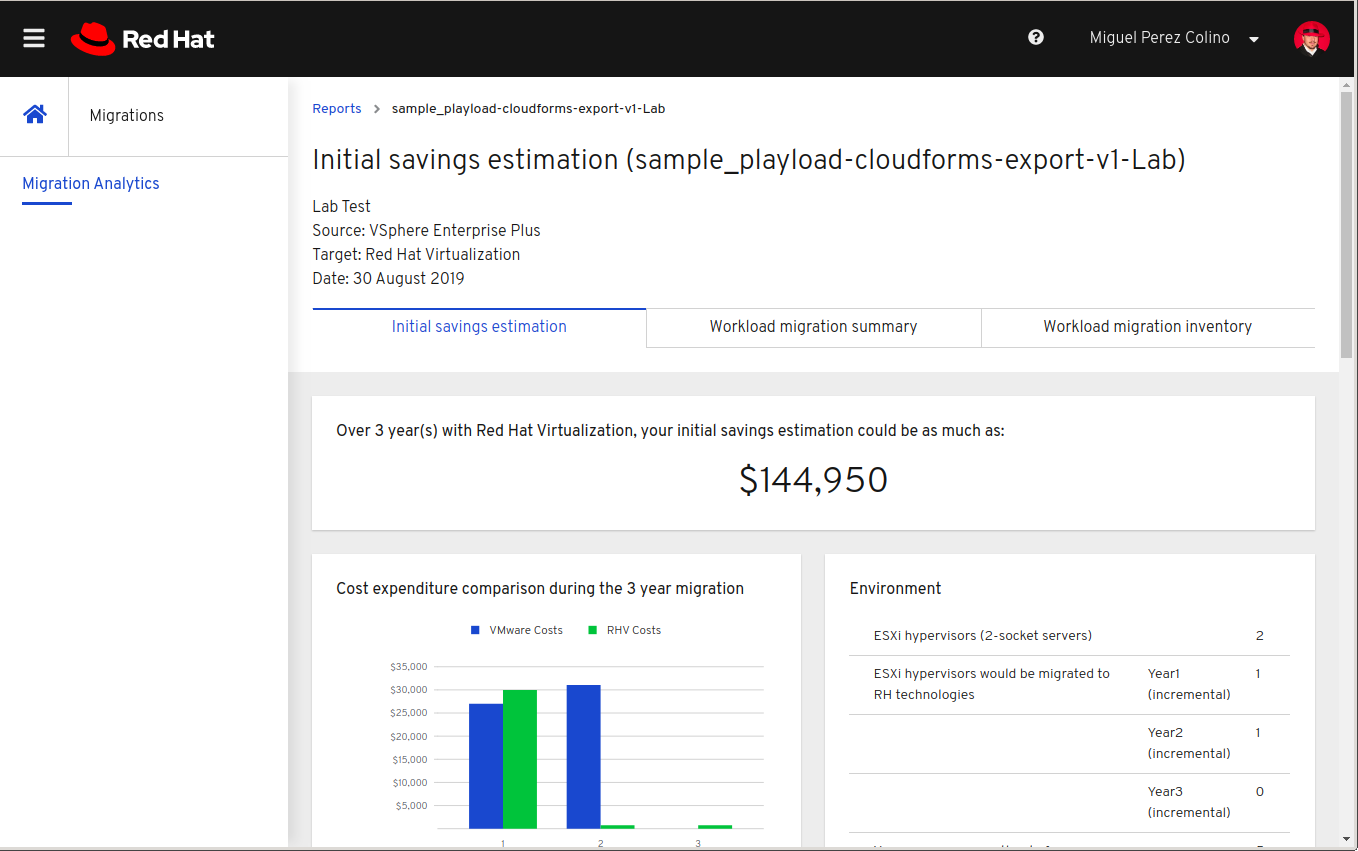 Red Hat
Miguel Perez Colino
Migrations
Migration Analytics
Reports > sample_playload-cloudforms-export-v1-Lab
Initial savings estimation (sample_playload-cloudforms-export-v1-Lab)
Lab Test
Source: VSphere Enterprise Plus
Target: Red Hat Virtualization
Date: 30 August 2019
Initial savings estimation
Workload migration summary
Workload migration inventory
Over 3 year(s) with Red Hat Virtualization, your initial savings estimation could be as much as:
$144,950
Cost expenditure comparison during the 3 year migration
VMware Costs
RHV Costs
$35,000
$30,000
$25,000
$20,000
$15,000
$10,000
$5,000
1
2
3
Environment
ESXi hypervisors (2-socket servers) 2
ESXi hypervisors would be migrated to Year1 1
RH technologies (incremental)
Year2 1
(incremental)
Year3 0
(incremental)